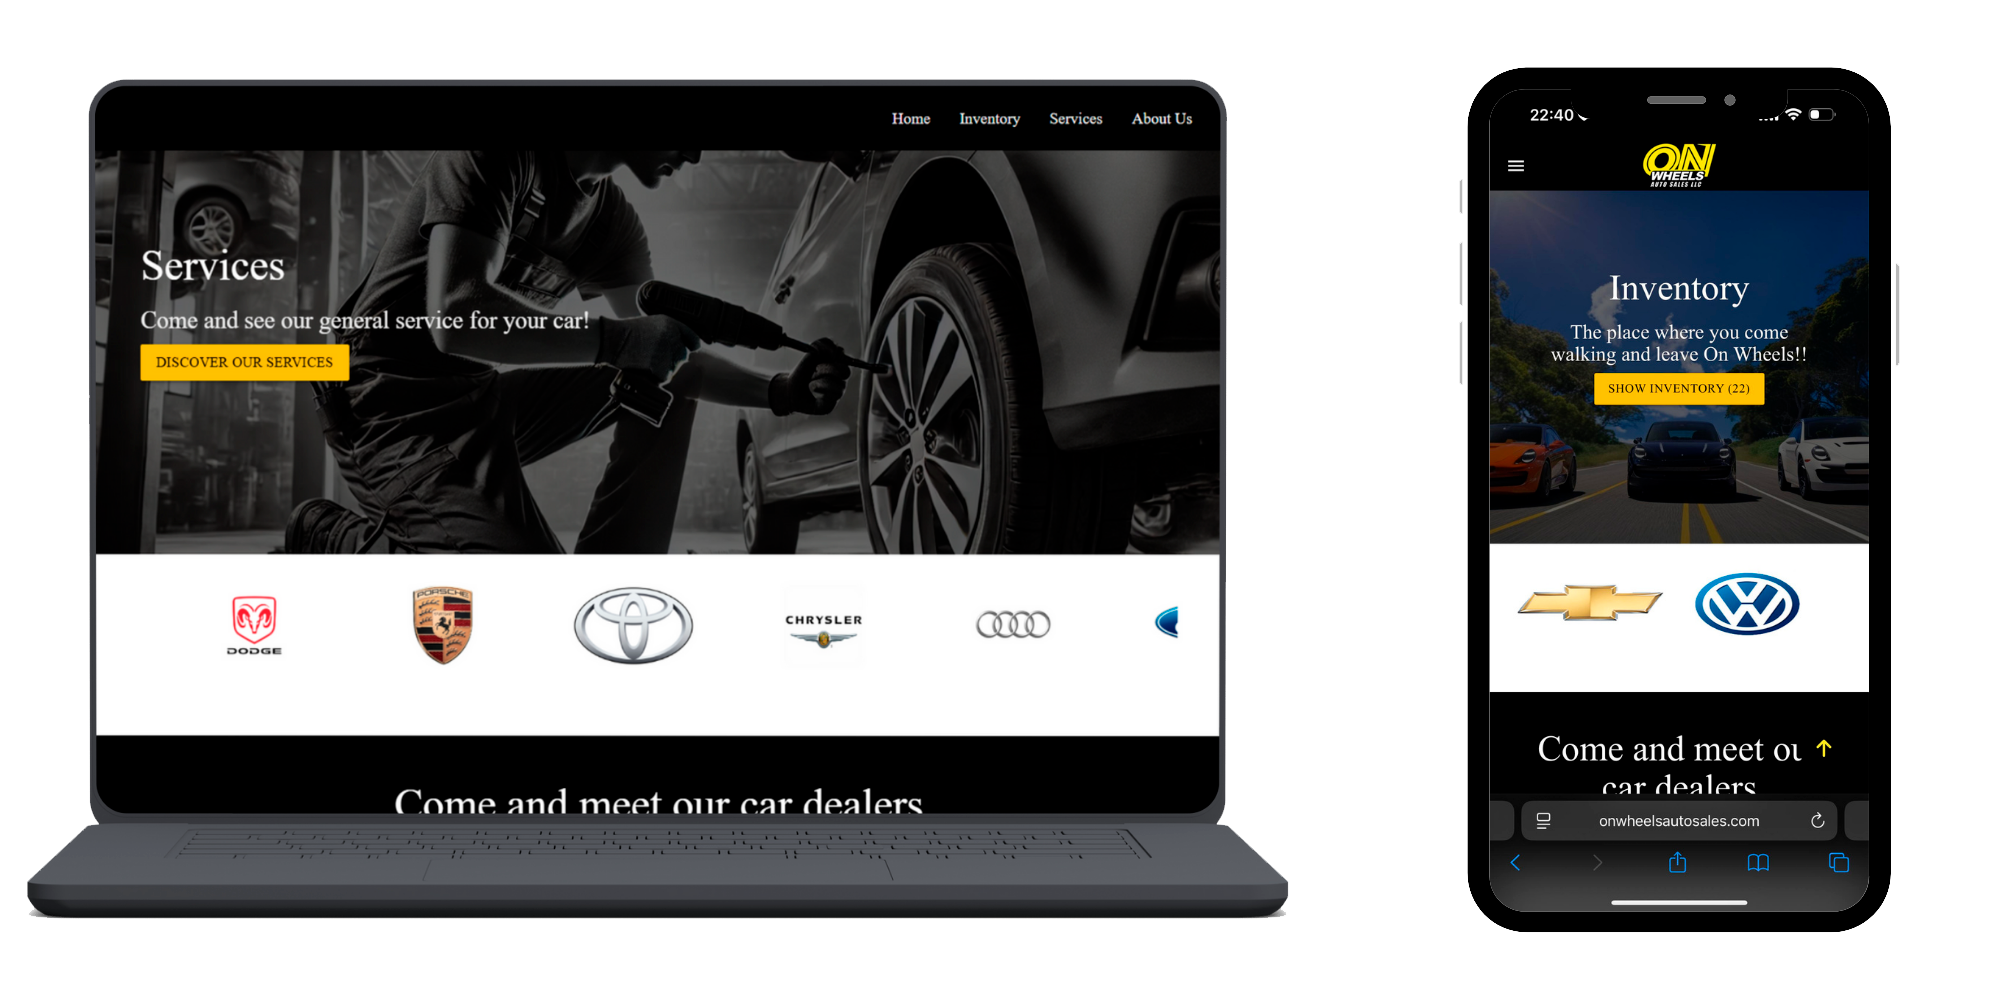 Home Inventory Services About Us
Services
Come and see our general service for your car!
DISCOVER OUR SERVICES
DODGE
PORSCHE
CHRYSLER
Come and meet our car dealers
22:40
ON
WHEELS
AUTO SALES LLC
Inventory
The place where you come
walking and leave On Wheels!!
SHOW INVENTORY (22)
Come and meet ou
car dealers
onwheelsautosales.com